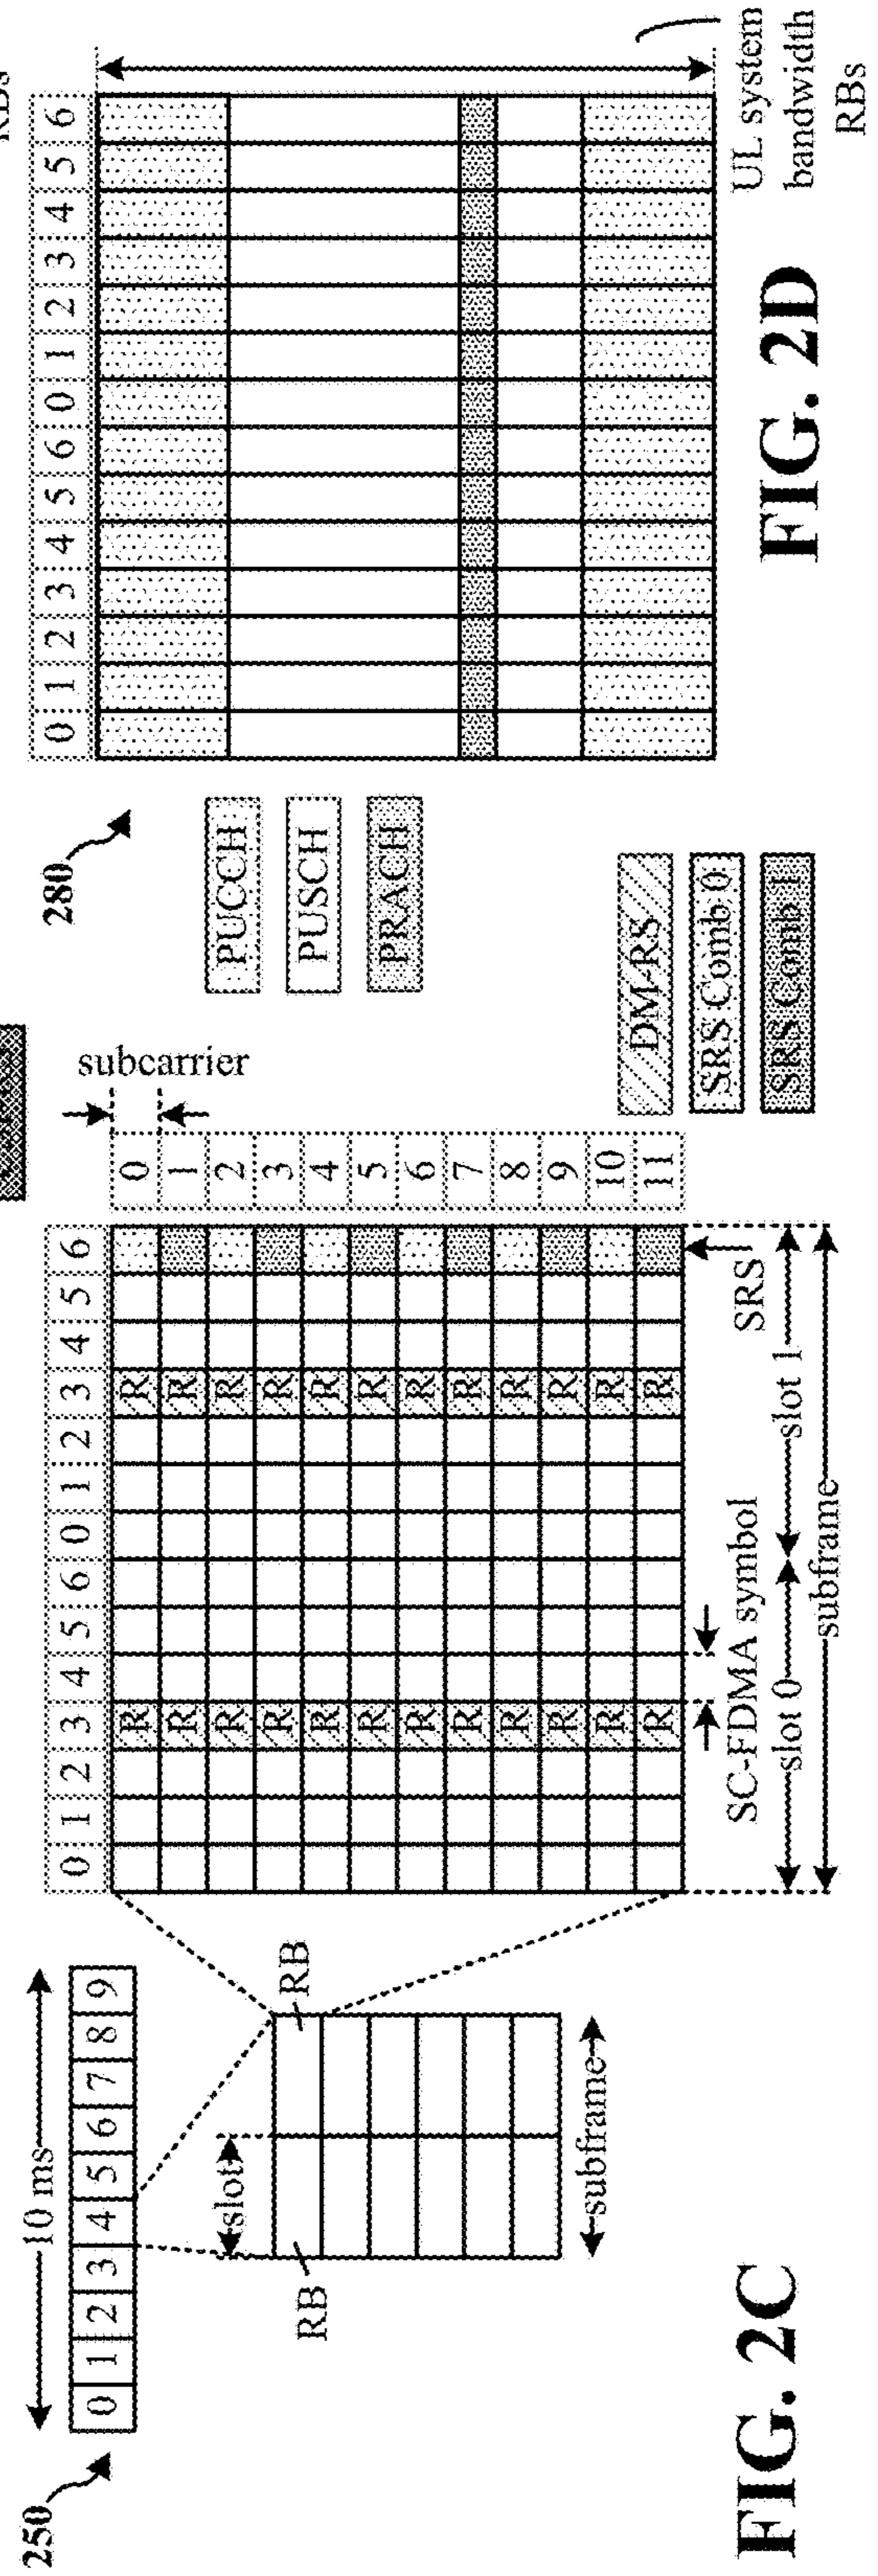 250
10 ms
0 1 2 3 4 5 6 7 8 9
slot
RB
RB
subframe
FIG. 2C
0 1 2 3 4 5 6 0 1 2 3 4 5 6
subcarrier
R R 0
R R 1
R R 2
R R 3
R R 4
R R 5
R R 6
R R 7
R R 8
R R 9
R R 10
R R 11
SC-FDMA symbol
SRS
slot 0
slot 1
subframe
DM-RS
SRS Comb 0
SRS Comb 1
280
PUCCH
PUSCH
PRACH
RBs
0 1 2 3 4 5 6 0 1 2 3 4 5 6
UL system
bandwidth
RBs
FIG. 2D